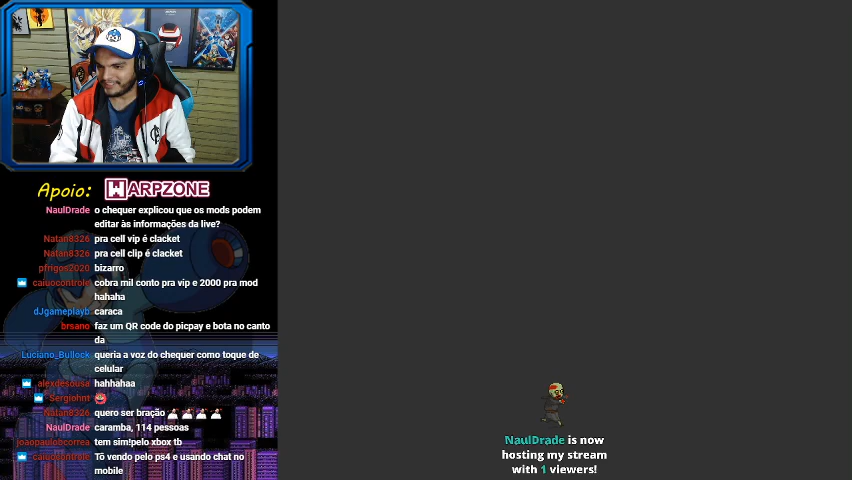 Apoio: WARPZONE
NaulDrade o chequer explicou que os mods podem
editar às informações da live?
Natan8326 pra cell vip é clacket
Natan8326 pra cell clip é clacket
pfrigos2020 bizarro
caiuocontrole cobra mil conto pra vip e 2000 pra mod
hahaha
dJgameplayb caraca
brsano faz um QR code do picpay e bota no canto
da
Luciano_Bullock queria a voz do chequer como toque de
celular
alexdesousa hahhahaa
Sergiohnt
Natan8326 quero ser bração
NaulDrade caramba, 114 pessoas
joaopaulobcorrea tem sim!pelo xbox tb
caiuocontrole Tô vendo pelo ps4 e usando chat no
mobile
NaulDrade is now
hosting my stream
with 1 viewers!